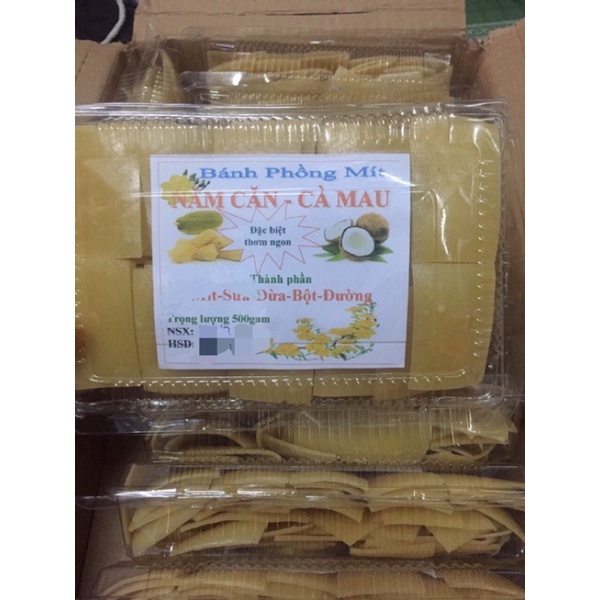 Bánh Phồng Mít
NĂM CĂN - CÀ MAU
Đặc biệt
thơm ngon
Thành phần
Mít-Sữa Dừa-Bột-Đường
Trọng lượng 500gam
NSX:
HSD: